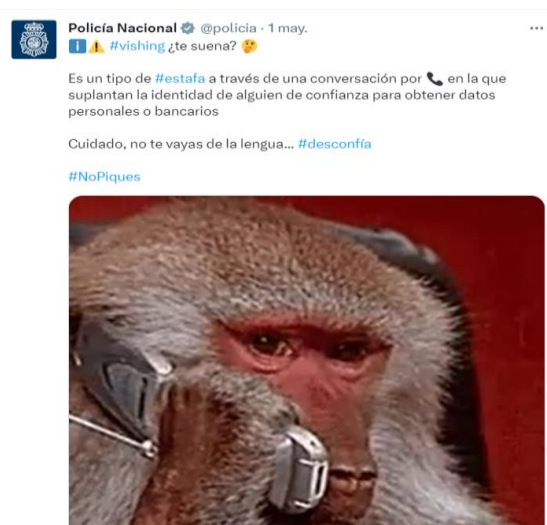 Policía Nacional @policia · 1 may.
#vishing ¿te suena?
Es un tipo de #estafa a través de una conversación por 📞 en la que
suplantan la identidad de alguien de confianza para obtener datos
personales o bancarios
Cuidado, no te vayas de la lengua... #desconfía
#NoPiques